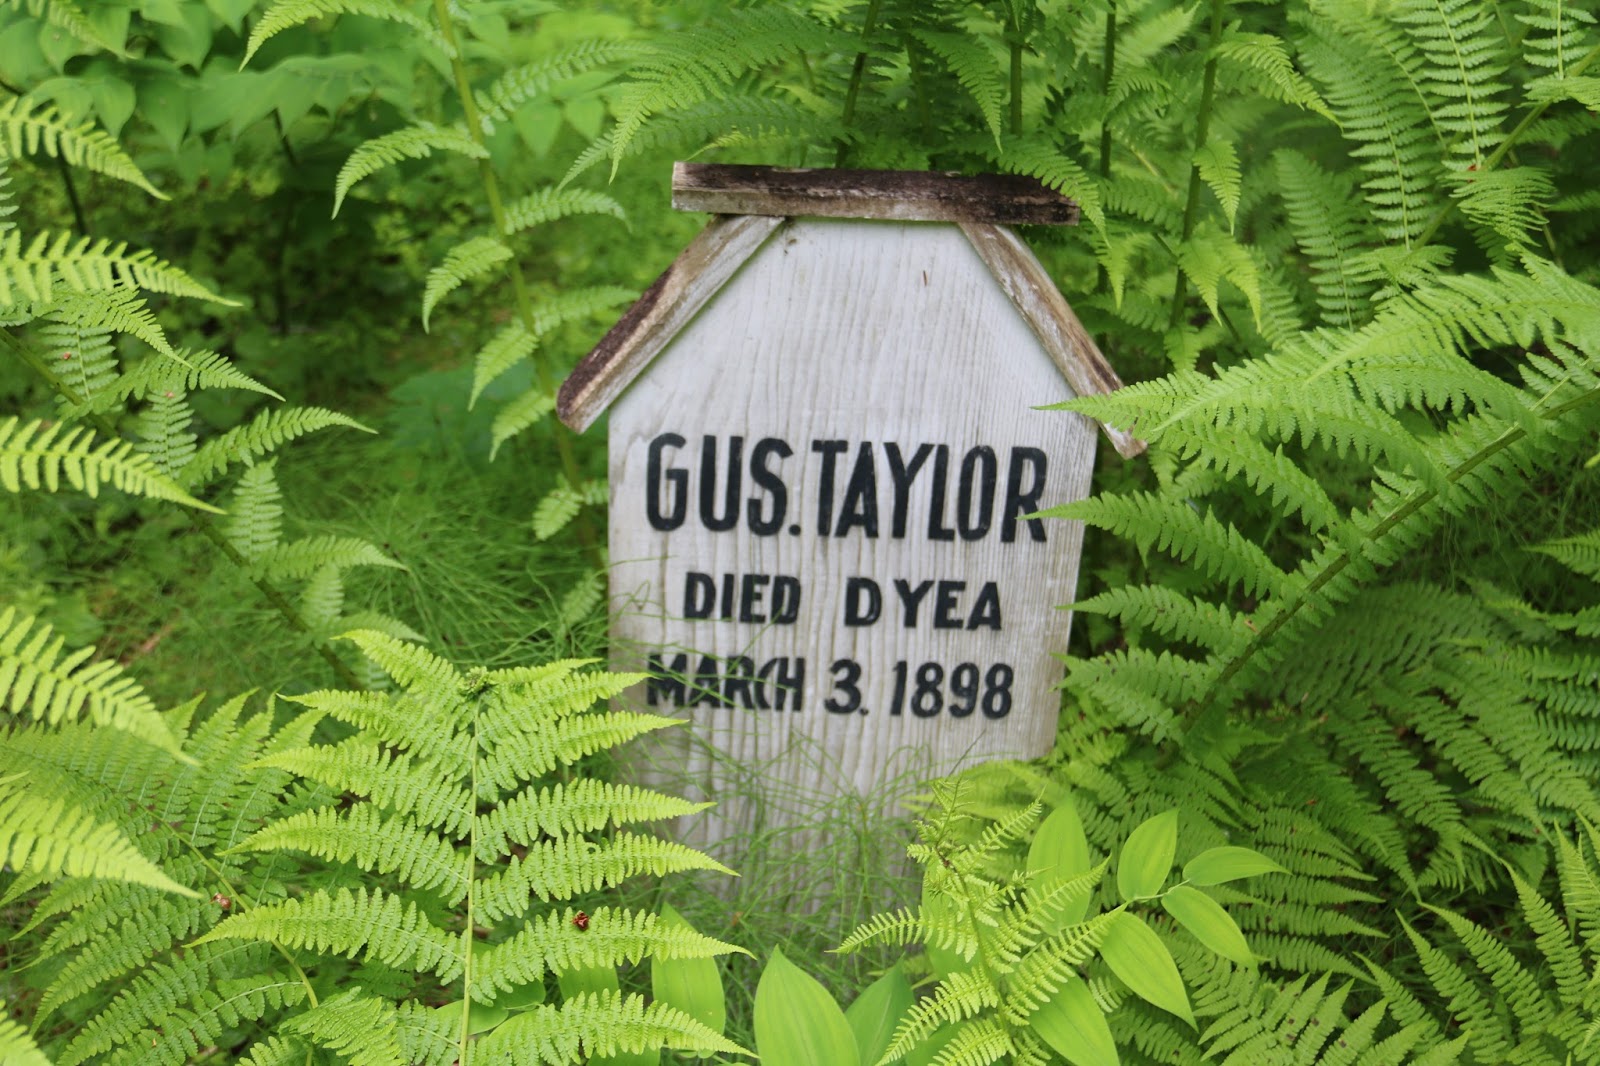 GUS. TAYLOR
DIED DYEA
MARCH 3. 1898